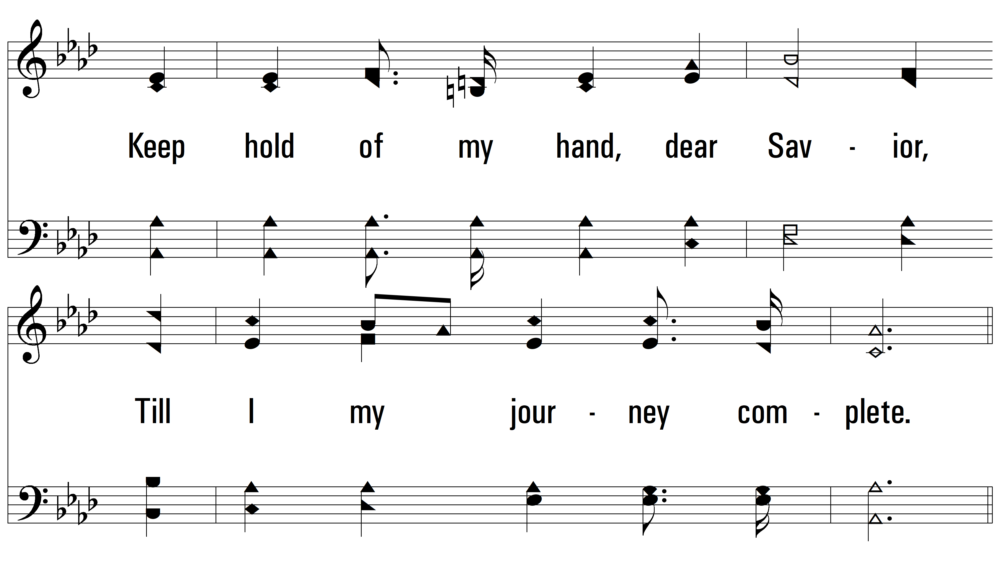 Keep hold of my hand, dear Sav - ior,
Till I my jour - ney com - plete.